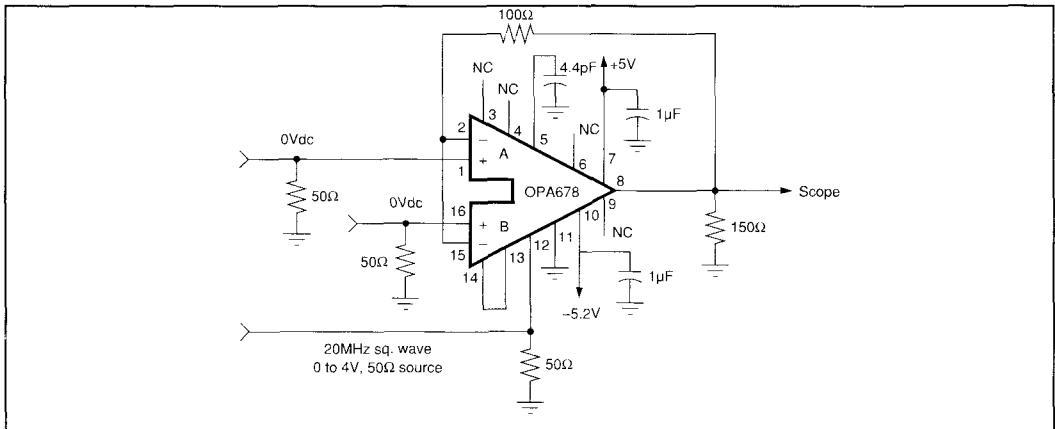 100Ω
NC
NC
4.4pF
+5V
1µF
3
4
5
NC
6
7
2
−
A
0Vdc
1
+
8
OPA678
Scope
50Ω
0Vdc
16
+
B
15
−
9
10
11
12
13
14
NC
150Ω
50Ω
1µF
−5.2V
20MHz sq. wave
0 to 4V, 50Ω source
50Ω